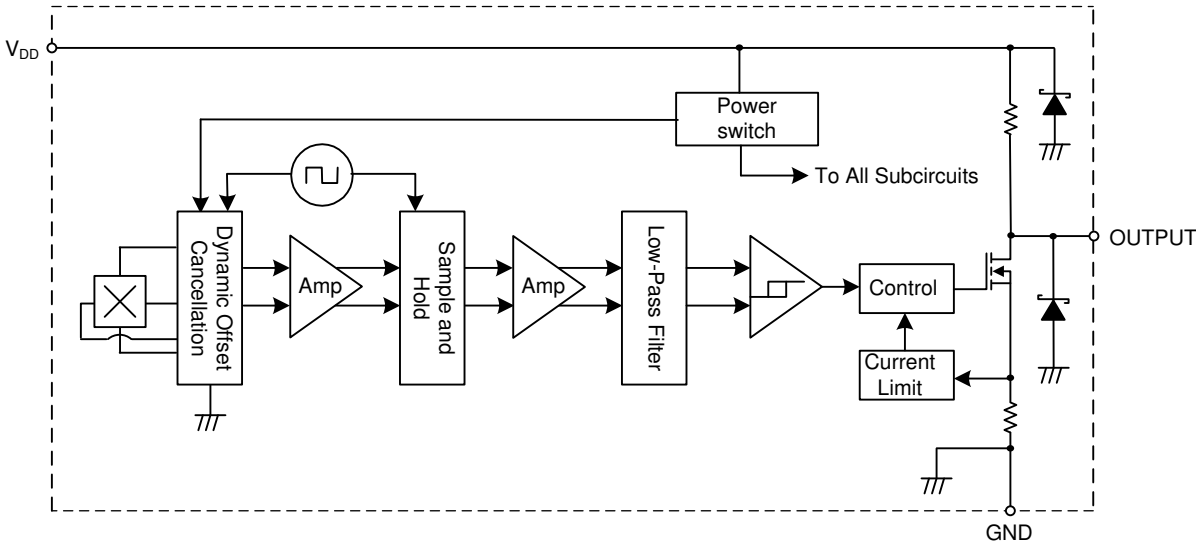 VDD
Power
switch
To All Subcircuits
OUTPUT
Dynamic Offset
Cancellation
Amp
Sample and
Hold
Amp
Low-Pass Filter
Control
Current
Limit
GND